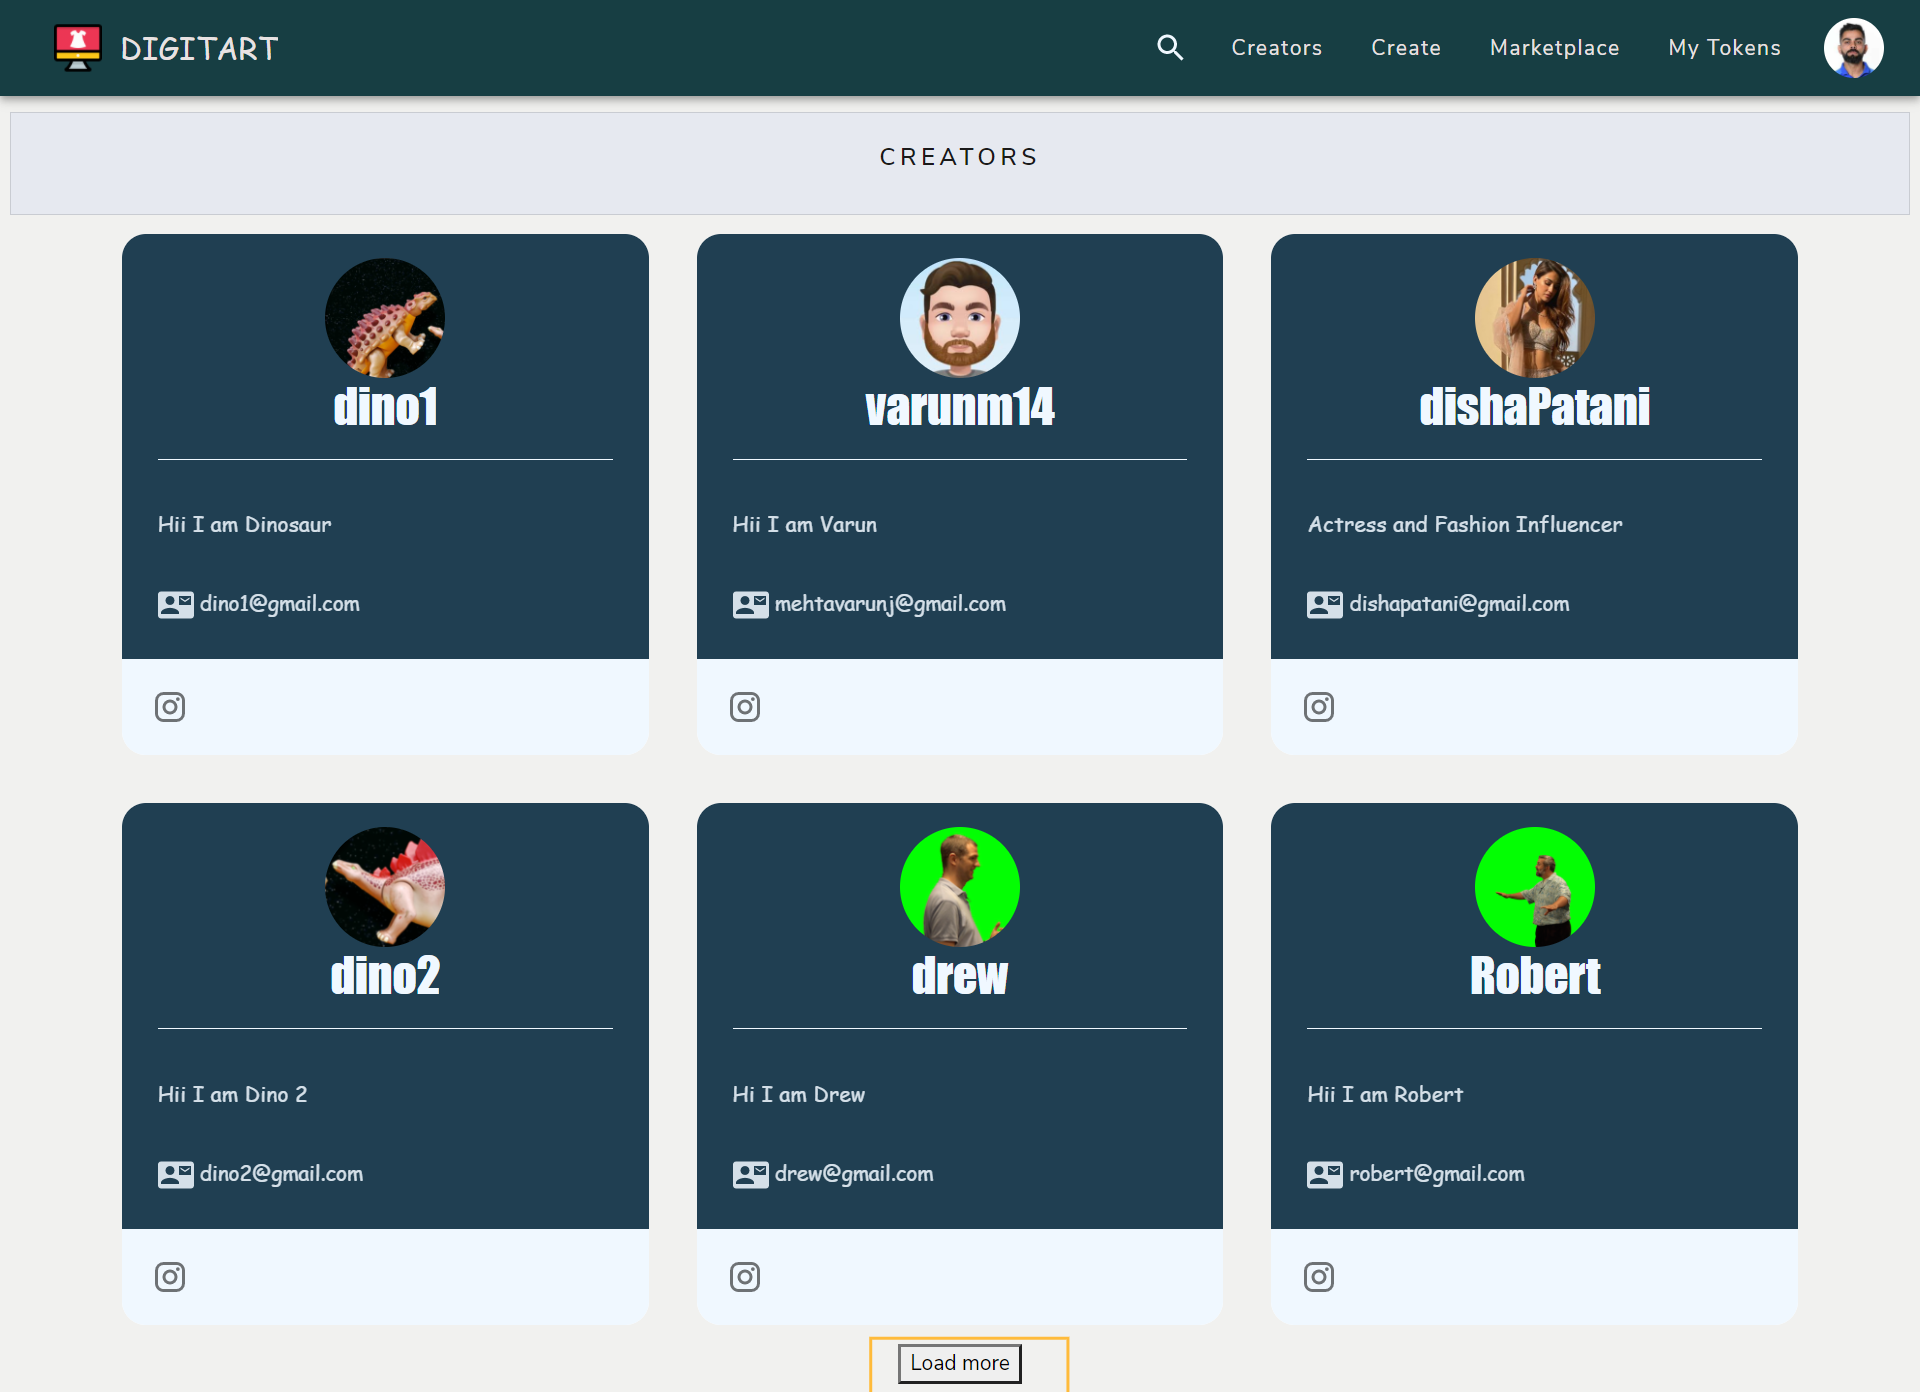 DIGITART
Creators
Create
Marketplace
My Tokens
CREATORS
dino1
Hii I am Dinosaur
dino1@gmail.com
varunm14
Hii I am Varun
mehtavarunj@gmail.com
dishaPatani
Actress and Fashion Influencer
dishapatani@gmail.com
dino2
Hii I am Dino 2
dino2@gmail.com
drew
Hi I am Drew
drew@gmail.com
Robert
Hii I am Robert
robert@gmail.com
Load more